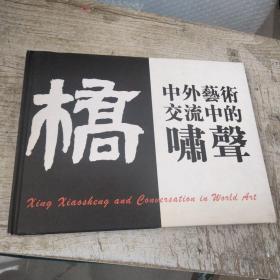 橋
中外藝術
交流中的
嘯聲
Xing Xiaosheng and Conversation in World Art